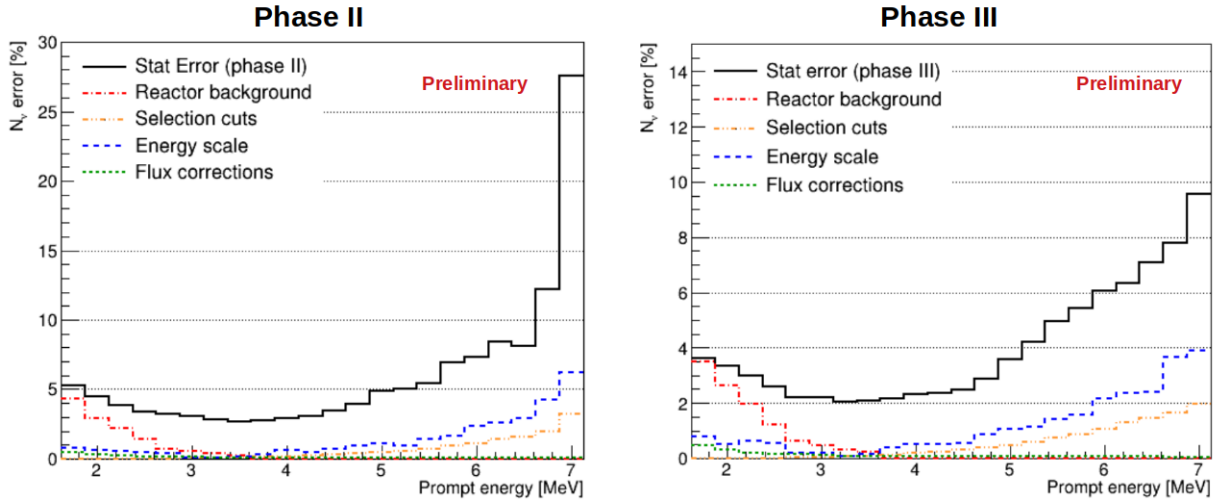 Phase II
30
25
20
15
10
5
0
Nν error [%]
Stat Error (phase II)
Reactor background
Selection cuts
Energy scale
Flux corrections
Preliminary
2 3 4 5 6 7
Prompt energy [MeV]
Phase III
14
12
10
8
6
4
2
0
Nν error [%]
Stat error (phase III)
Reactor background
Selection cuts
Energy scale
Flux corrections
Preliminary
2 3 4 5 6 7
Prompt energy [MeV]